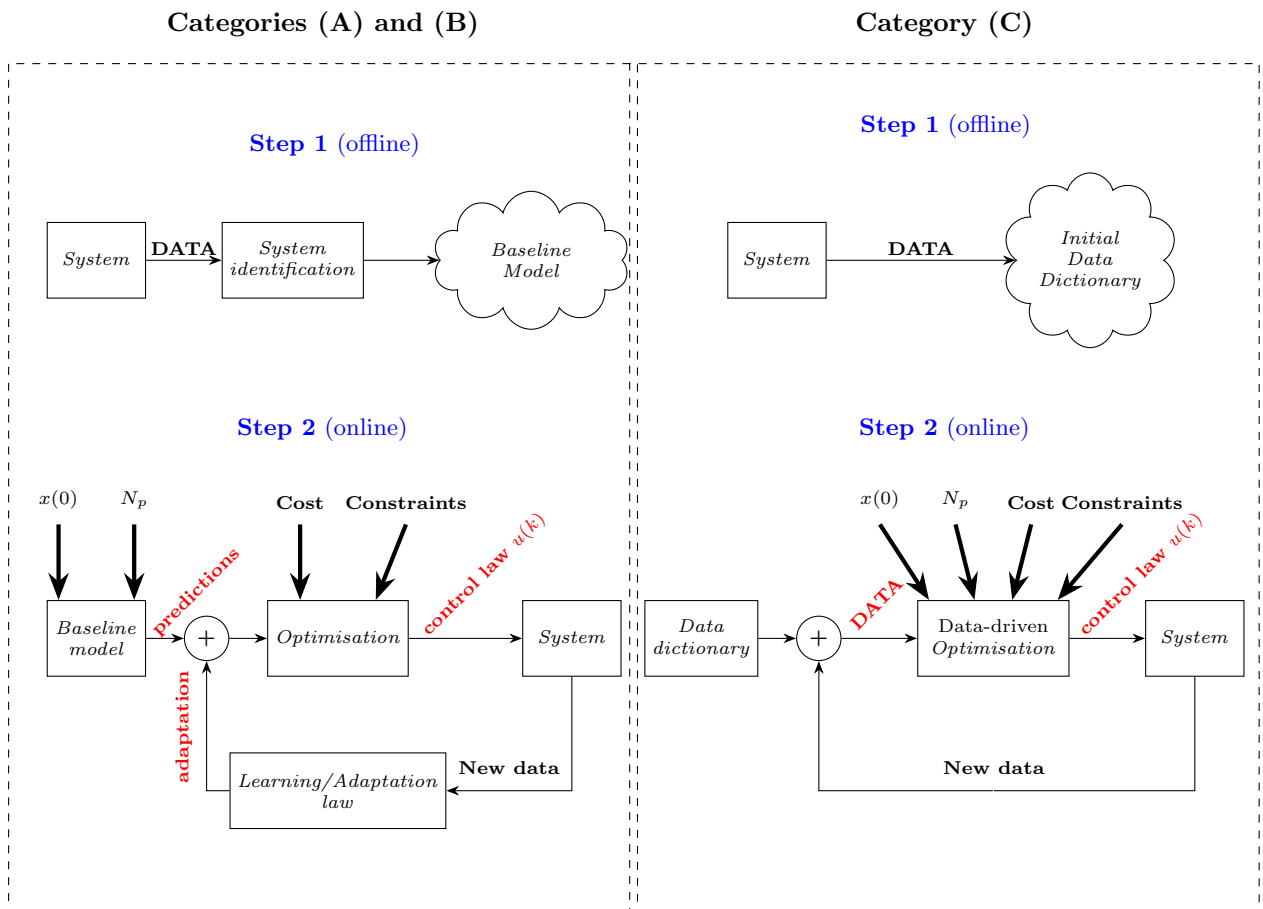 Categories (A) and (B)
Step 1 (offline)
System
DATA
System
identification
Baseline
Model
Step 2 (online)
x(0)
N_p
Cost
Constraints
Baseline
model
predictions
+
Optimisation
control law u(k)
System
adaptation
Learning/Adaptation
law
New data
Category (C)
Step 1 (offline)
System
DATA
Initial
Data
Dictionary
Step 2 (online)
x(0)
N_p
Cost Constraints
Data
dictionary
+
DATA
Data-driven
Optimisation
control law u(k)
System
New data